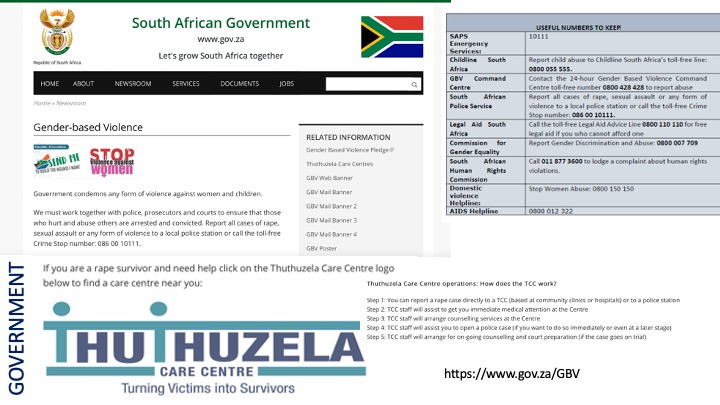 South African Government
www.gov.za
Let's grow South Africa together
Republic of South Africa
HOME ABOUT NEWSROOM SERVICES DOCUMENTS JOBS
Home » Newsroom
Gender-based Violence
SEND ME
STOP
Violence against
women
Government condemns any form of violence against women and children.
We must work together with police, prosecutors and courts to ensure that those
who hurt and abuse others are arrested and convicted. Report all cases of rape,
sexual assault or any form of violence to a local police station or call the toll-free
Crime Stop number: 086 00 10111.
RELATED INFORMATION
Gender Based Violence Pledge
Thuthuzela Care Centres
GBV Web Banner
GBV Mail Banner
GBV Mail Banner 2
GBV Mail Banner 3
GBV Mail Banner 4
GBV Poster
USEFUL NUMBERS TO KEEP
SAPS 10111
Emergency
Services:
Childline South Report child abuse to Childline South Africa's toll-free line:
Africa 0800 055 555.
GBV Command Contact the 24-hour Gender Based Violence Command
Centre Centre toll-free number 0800 428 428 to report abuse
South African Report all cases of rape, sexual assault or any form of
Police Service violence to a local police station or call the toll-free Crime
Stop number: 086 00 10111.
Legal Aid South Call the toll-free Legal Aid Advice Line 0800 110 110 for free
Africa legal aid if you who cannot afford one
Commission for Report Gender Discrimination and Abuse: 0800 007 709
Gender Equality
South Call 011 877 3600 to lodge a complaint about human rights
African Human violations.
Rights
Commission
Domestic Stop Women Abuse: 0800 150 150
violence
Helpline:
AIDS Helpline 0800 012 322
GOVERNMENT
If you are a rape survivor and need help click on the Thuthuzela Care Centre logo
below to find a care centre near you:
THUTHUZELA
CARE CENTRE
Turning Victims into Survivors
Thuthuzela Care Centre operations: How does the TCC work?
Step 1: You can report a rape case directly to a TCC (based at community clinics or hospitals) or to a police station
Step 2: TCC staff will assist to get you immediate medical attention at the Centre
Step 3: TCC staff will arrange counselling services at the Centre
Step 4: TCC staff will assist you to open a police case (if you want to do so immediately or even at a later stage)
Step 5: TCC staff will arrange for on-going counselling and court preparation (if the case goes on trial)
https://www.gov.za/GBV